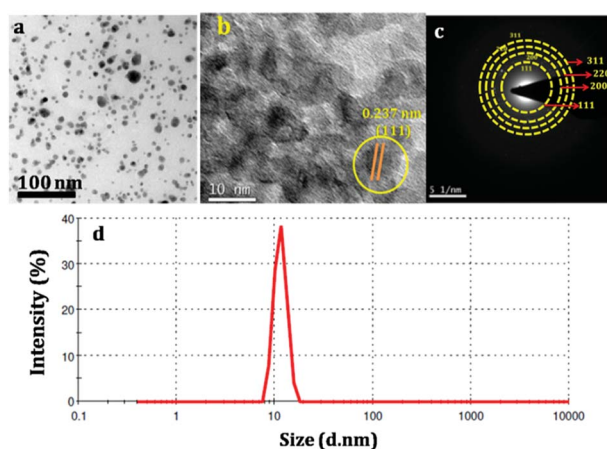 a
100 nm
b
0.237 nm
(111)
10 nm
c
311
111
311
220
200
111
5 1/nm
d
Intensity (%)
40
30
20
10
0
0.1 1 10 100 1000 10000
Size (d.nm)